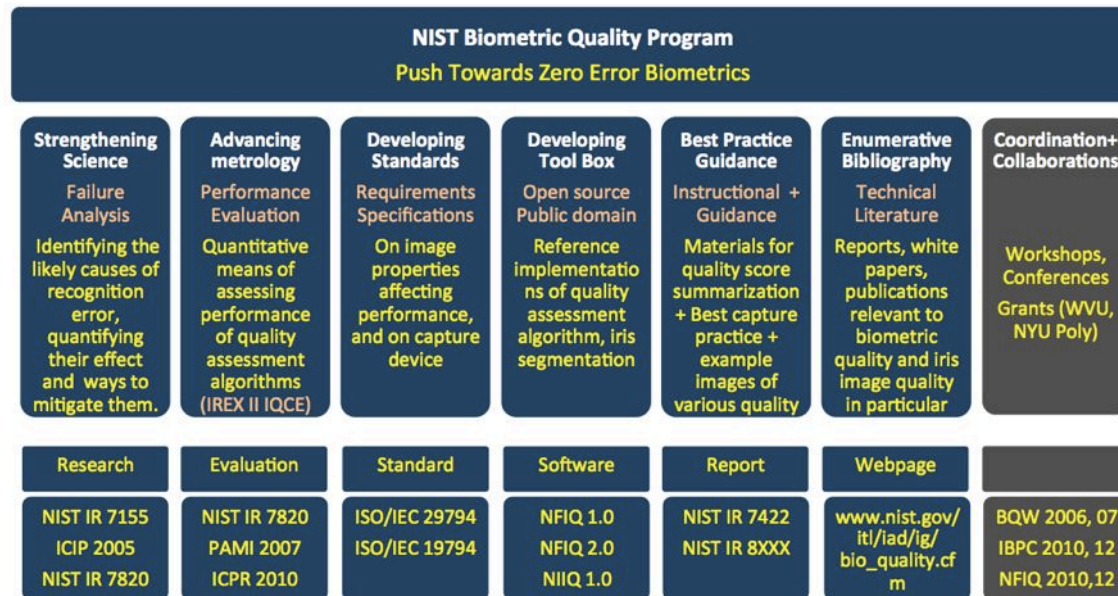 NIST Biometric Quality Program
Push Towards Zero Error Biometrics
Strengthening
Science
Failure
Analysis
Identifying the
likely causes of
recognition
error,
quantifying
their effect
and ways to
mitigate them.
Advancing
metrology
Performance
Evaluation
Quantitative
means of
assessing
performance
of quality
assessment
algorithms
(IREX II IQCE)
Developing
Standards
Requirements
Specifications
On image
properties
affecting
performance,
and on capture
device
Developing
Tool Box
Open source
Public domain
Reference
implementatio
ns of quality
assessment
algorithm, iris
segmentation
Best Practice
Guidance
Instructional +
Guidance
Materials for
quality score
summarization
+ Best capture
practice +
example
images of
various quality
Enumerative
Bibliography
Technical
Literature
Reports, white
papers,
publications
relevant to
biometric
quality and iris
image quality
in particular
Coordination+
Collaborations
Workshops,
Conferences
Grants (WVU,
NYU Poly)
Research
Evaluation
Standard
Software
Report
Webpage
NIST IR 7155
ICIP 2005
NIST IR 7820
NIST IR 7820
PAMI 2007
ICPR 2010
ISO/IEC 29794
ISO/IEC 19794
NFIQ 1.0
NFIQ 2.0
NIIQ 1.0
NIST IR 7422
NIST IR 8XXX
www.nist.gov/
itl/iad/ig/
bio_quality.cf
m
BQW 2006, 07
IBPC 2010, 12
NFIQ 2010,12